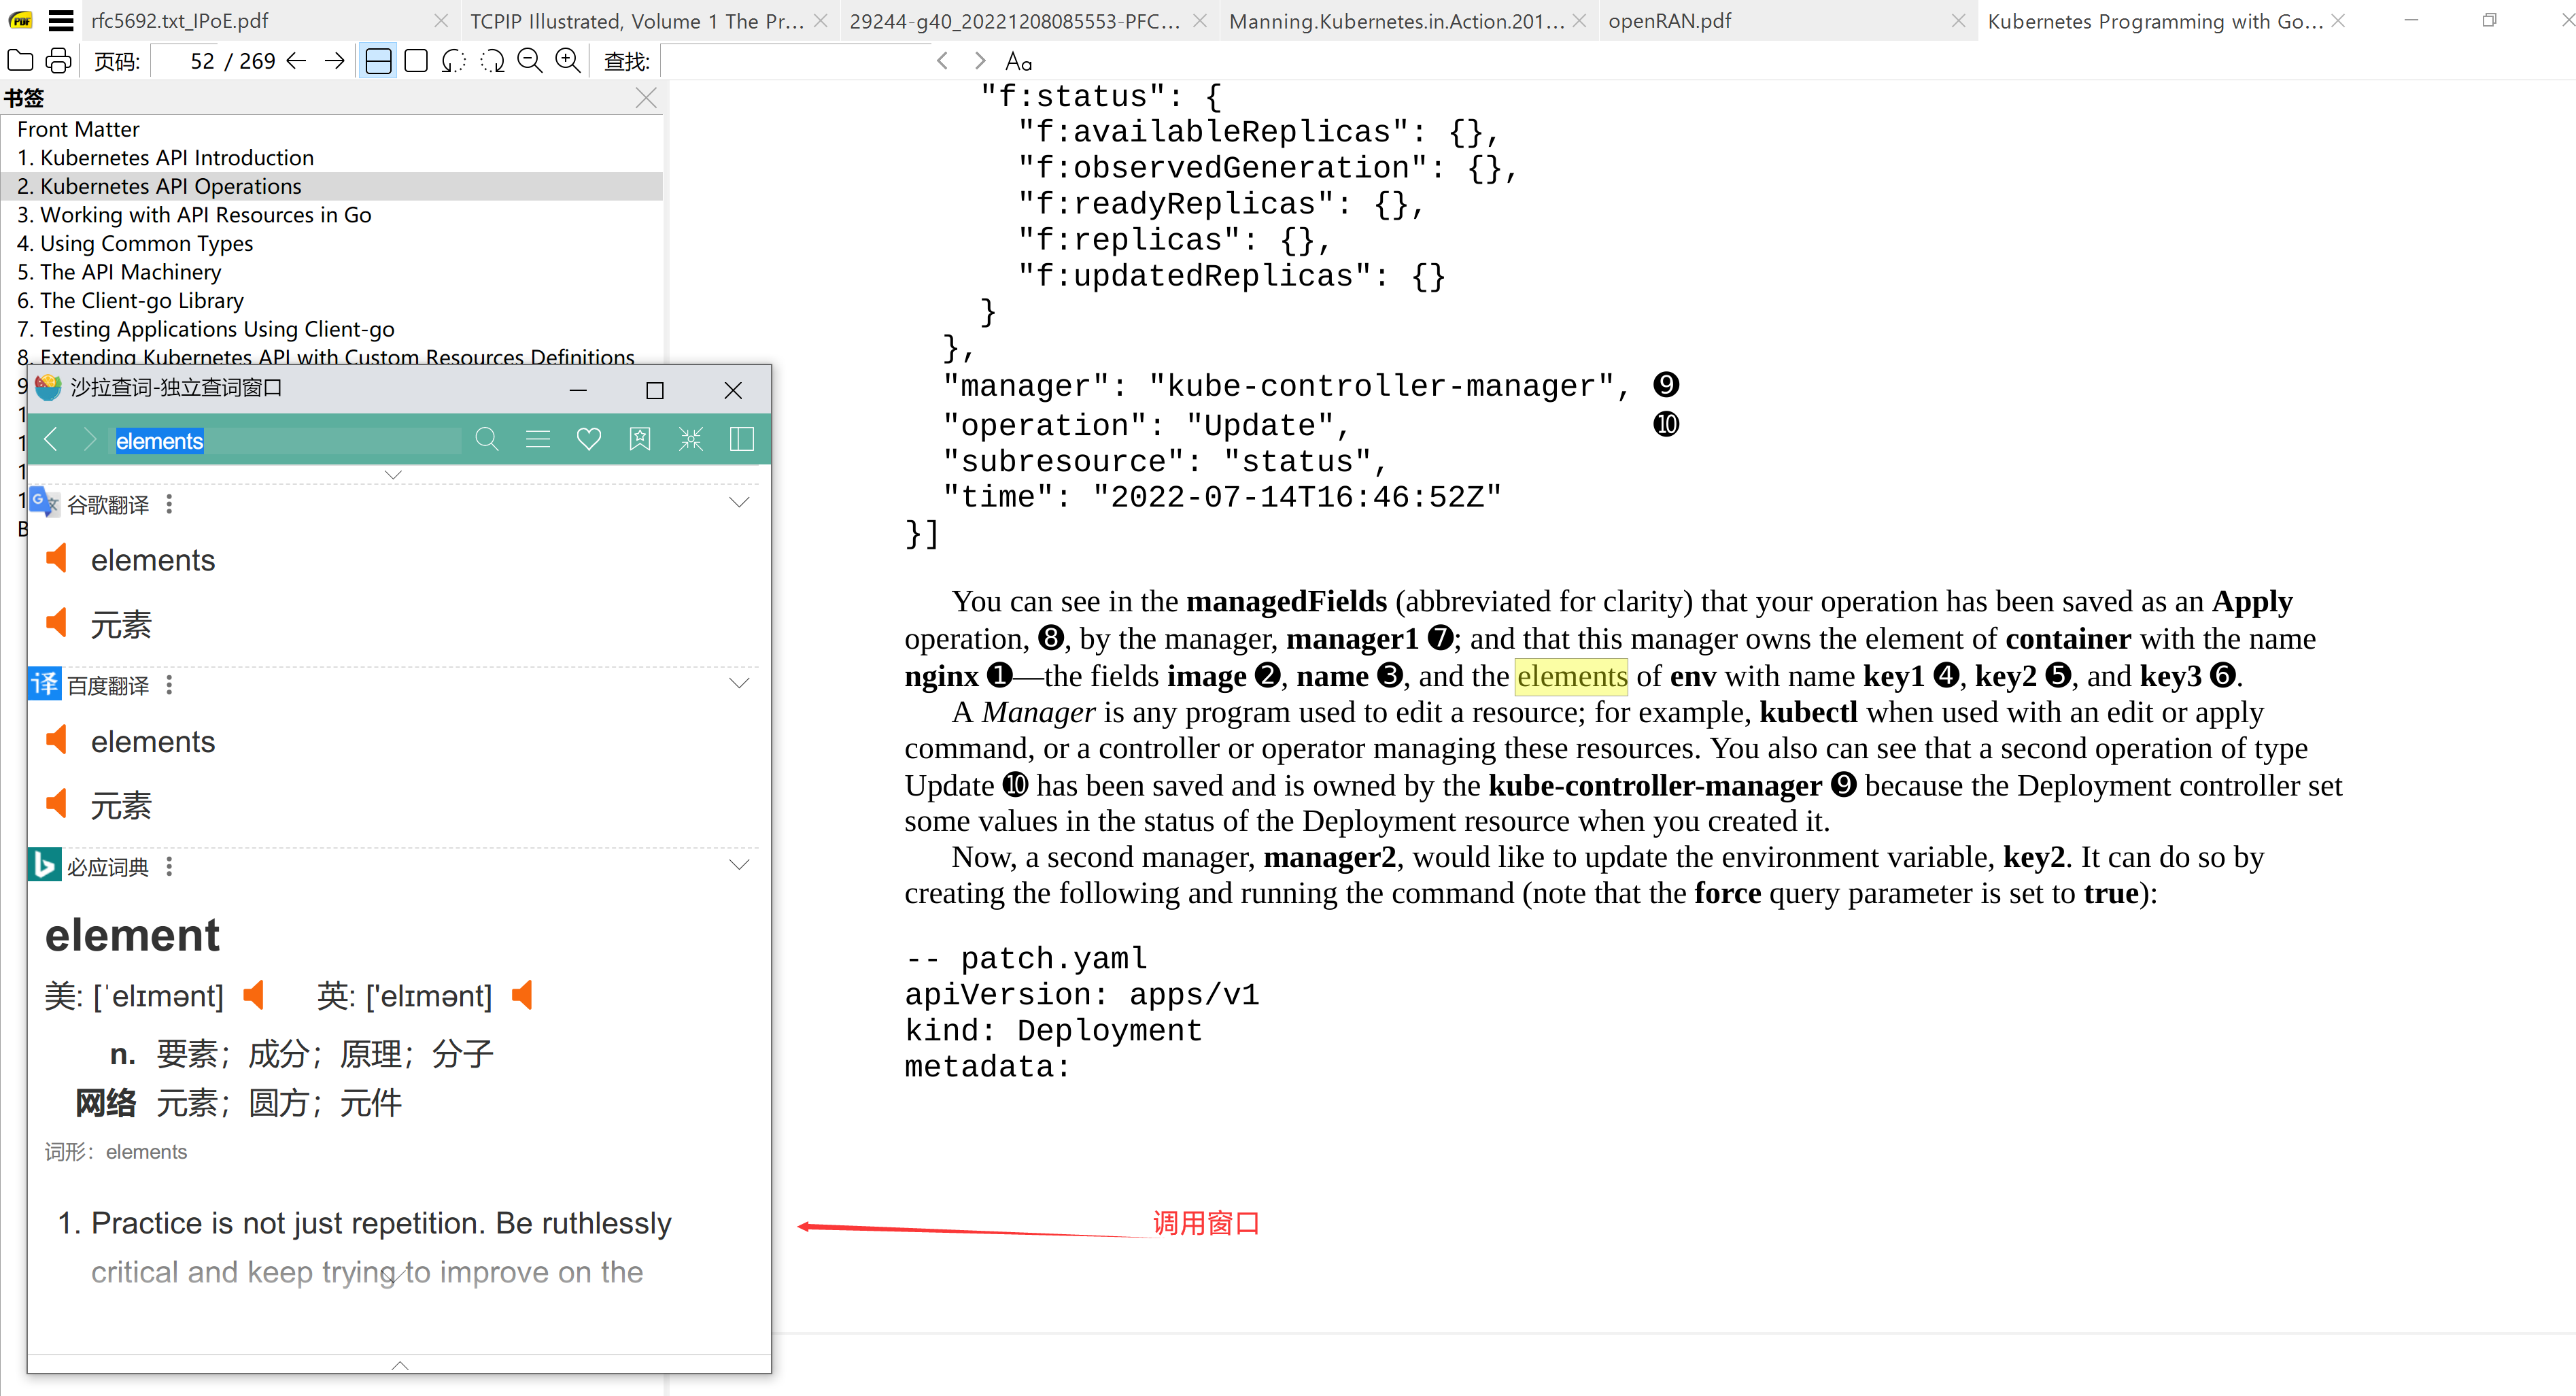 rfc5692.txt_IPoE.pdf
TCPIP Illustrated, Volume 1 The Pr...
29244-g40_20221208085553-PFC...
Manning.Kubernetes.in.Action.201...
openRAN.pdf
Kubernetes Programming with Go...
页码: 52 / 269
查找:
Aa
书签
Front Matter
1. Kubernetes API Introduction
2. Kubernetes API Operations
3. Working with API Resources in Go
4. Using Common Types
5. The API Machinery
6. The Client-go Library
7. Testing Applications Using Client-go
8. Extending Kubernetes API with Custom Resources Definitions
9
1
1
1
1
B
沙拉查词-独立查词窗口
elements
谷歌翻译
elements
元素
译 百度翻译
elements
元素
必应词典
element
美: [ˈelɪmənt] 英: ['elɪmənt]
n. 要素；成分；原理；分子
网络 元素；圆方；元件
词形：elements
1. Practice is not just repetition. Be ruthlessly
critical and keep trying to improve on the
"f:status": {
"f:availableReplicas": {},
"f:observedGeneration": {},
"f:readyReplicas": {},
"f:replicas": {},
"f:updatedReplicas": {}
}
},
"manager": "kube-controller-manager", ❾
"operation": "Update", ❿
"subresource": "status",
"time": "2022-07-14T16:46:52Z"
}]
You can see in the managedFields (abbreviated for clarity) that your operation has been saved as an Apply
operation, ❽, by the manager, manager1 ❼; and that this manager owns the element of container with the name
nginx ❶—the fields image ❷, name ❸, and the elements of env with name key1 ❹, key2 ❺, and key3 ❻.
A Manager is any program used to edit a resource; for example, kubectl when used with an edit or apply
command, or a controller or operator managing these resources. You also can see that a second operation of type
Update ❿ has been saved and is owned by the kube-controller-manager ❾ because the Deployment controller set
some values in the status of the Deployment resource when you created it.
Now, a second manager, manager2, would like to update the environment variable, key2. It can do so by
creating the following and running the command (note that the force query parameter is set to true):
-- patch.yaml
apiVersion: apps/v1
kind: Deployment
metadata:
调用窗口